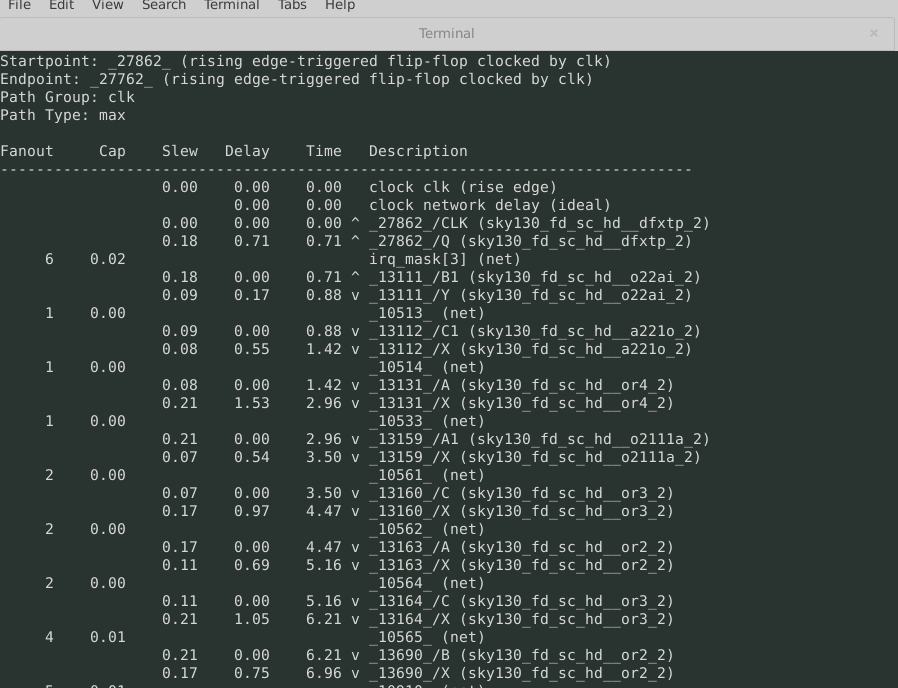 File Edit View Search Terminal Tabs Help
Terminal ×
Startpoint: _27862_ (rising edge-triggered flip-flop clocked by clk)
Endpoint: _27762_ (rising edge-triggered flip-flop clocked by clk)
Path Group: clk
Path Type: max
Fanout     Cap    Slew   Delay    Time   Description
-----------------------------------------------------------------------------
                  0.00    0.00    0.00   clock clk (rise edge)
                          0.00    0.00   clock network delay (ideal)
                  0.00    0.00    0.00 ^ _27862_/CLK (sky130_fd_sc_hd__dfxtp_2)
                  0.18    0.71    0.71 ^ _27862_/Q (sky130_fd_sc_hd__dfxtp_2)
     6    0.02                           irq_mask[3] (net)
                  0.18    0.00    0.71 ^ _13111_/B1 (sky130_fd_sc_hd__o22ai_2)
                  0.09    0.17    0.88 v _13111_/Y (sky130_fd_sc_hd__o22ai_2)
     1    0.00                           _10513_ (net)
                  0.09    0.00    0.88 v _13112_/C1 (sky130_fd_sc_hd__a221o_2)
                  0.08    0.55    1.42 v _13112_/X (sky130_fd_sc_hd__a221o_2)
     1    0.00                           _10514_ (net)
                  0.08    0.00    1.42 v _13131_/A (sky130_fd_sc_hd__or4_2)
                  0.21    1.53    2.96 v _13131_/X (sky130_fd_sc_hd__or4_2)
     1    0.00                           _10533_ (net)
                  0.21    0.00    2.96 v _13159_/A1 (sky130_fd_sc_hd__o2111a_2)
                  0.07    0.54    3.50 v _13159_/X (sky130_fd_sc_hd__o2111a_2)
     2    0.00                           _10561_ (net)
                  0.07    0.00    3.50 v _13160_/C (sky130_fd_sc_hd__or3_2)
                  0.17    0.97    4.47 v _13160_/X (sky130_fd_sc_hd__or3_2)
     2    0.00                           _10562_ (net)
                  0.17    0.00    4.47 v _13163_/A (sky130_fd_sc_hd__or2_2)
                  0.11    0.69    5.16 v _13163_/X (sky130_fd_sc_hd__or2_2)
     2    0.00                           _10564_ (net)
                  0.11    0.00    5.16 v _13164_/C (sky130_fd_sc_hd__or3_2)
                  0.21    1.05    6.21 v _13164_/X (sky130_fd_sc_hd__or3_2)
     4    0.01                           _10565_ (net)
                  0.21    0.00    6.21 v _13690_/B (sky130_fd_sc_hd__or2_2)
                  0.17    0.75    6.96 v _13690_/X (sky130_fd_sc_hd__or2_2)